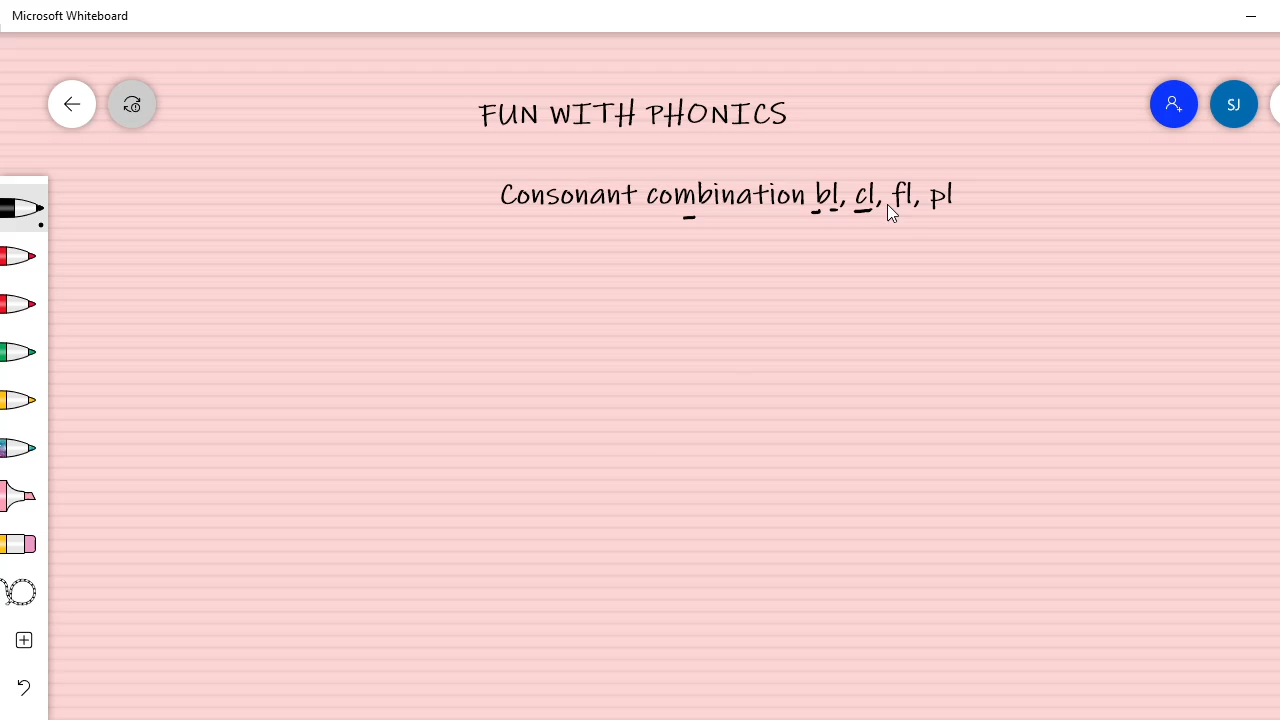 Microsoft Whiteboard
FUN WITH PHONICS
SJ
Consonant combination bl, cl, fl, pl